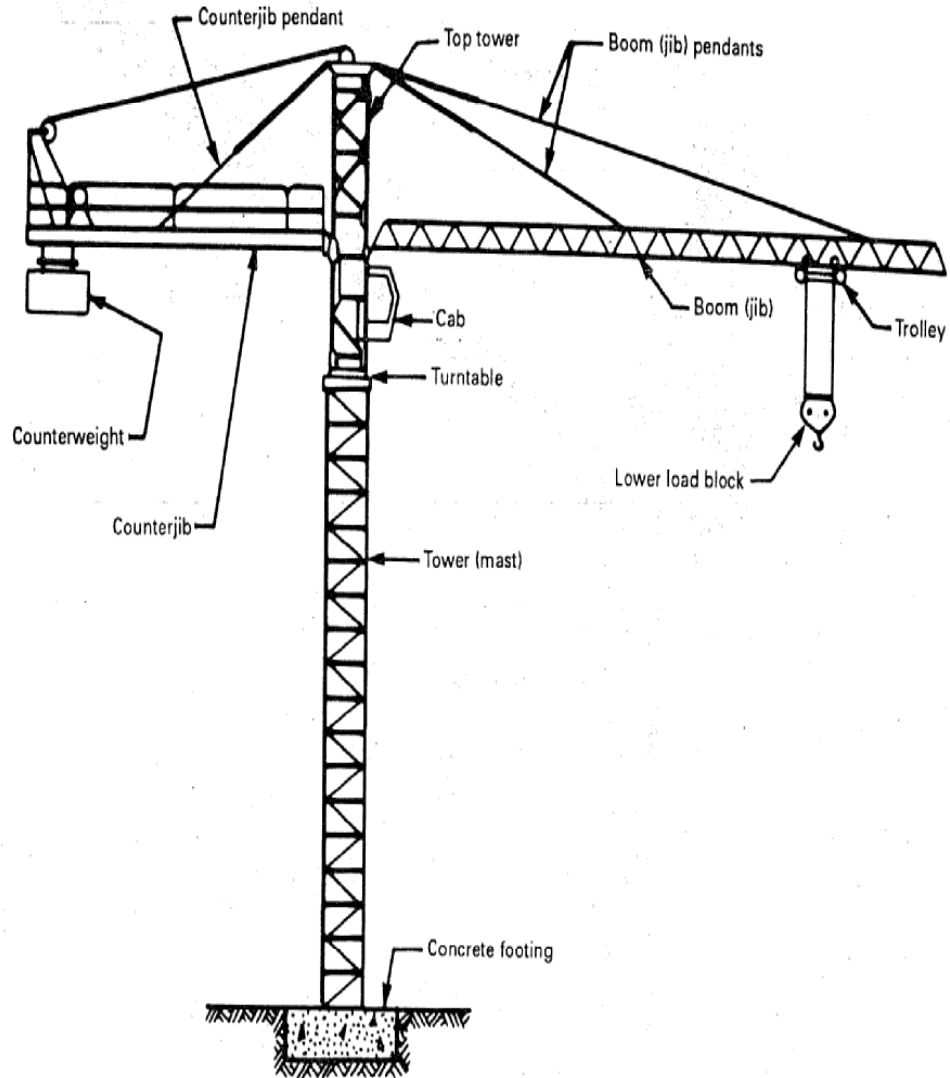 Counterjib pendant
Top tower
Boom (jib) pendants
Cab
Boom (jib)
Trolley
Turntable
Counterweight
Lower load block
Counterjib
Tower (mast)
Concrete footing